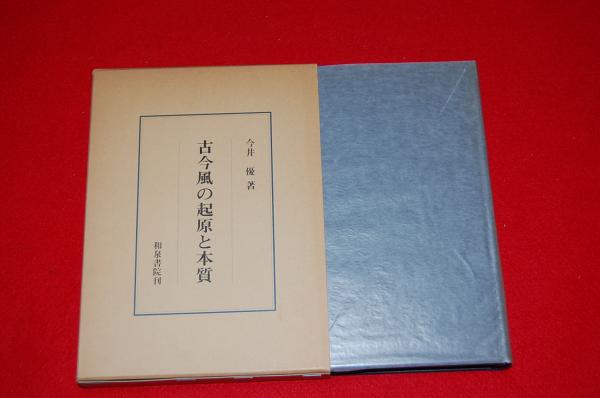 今井 優 著
古今風の起原と本質
和泉書院刊